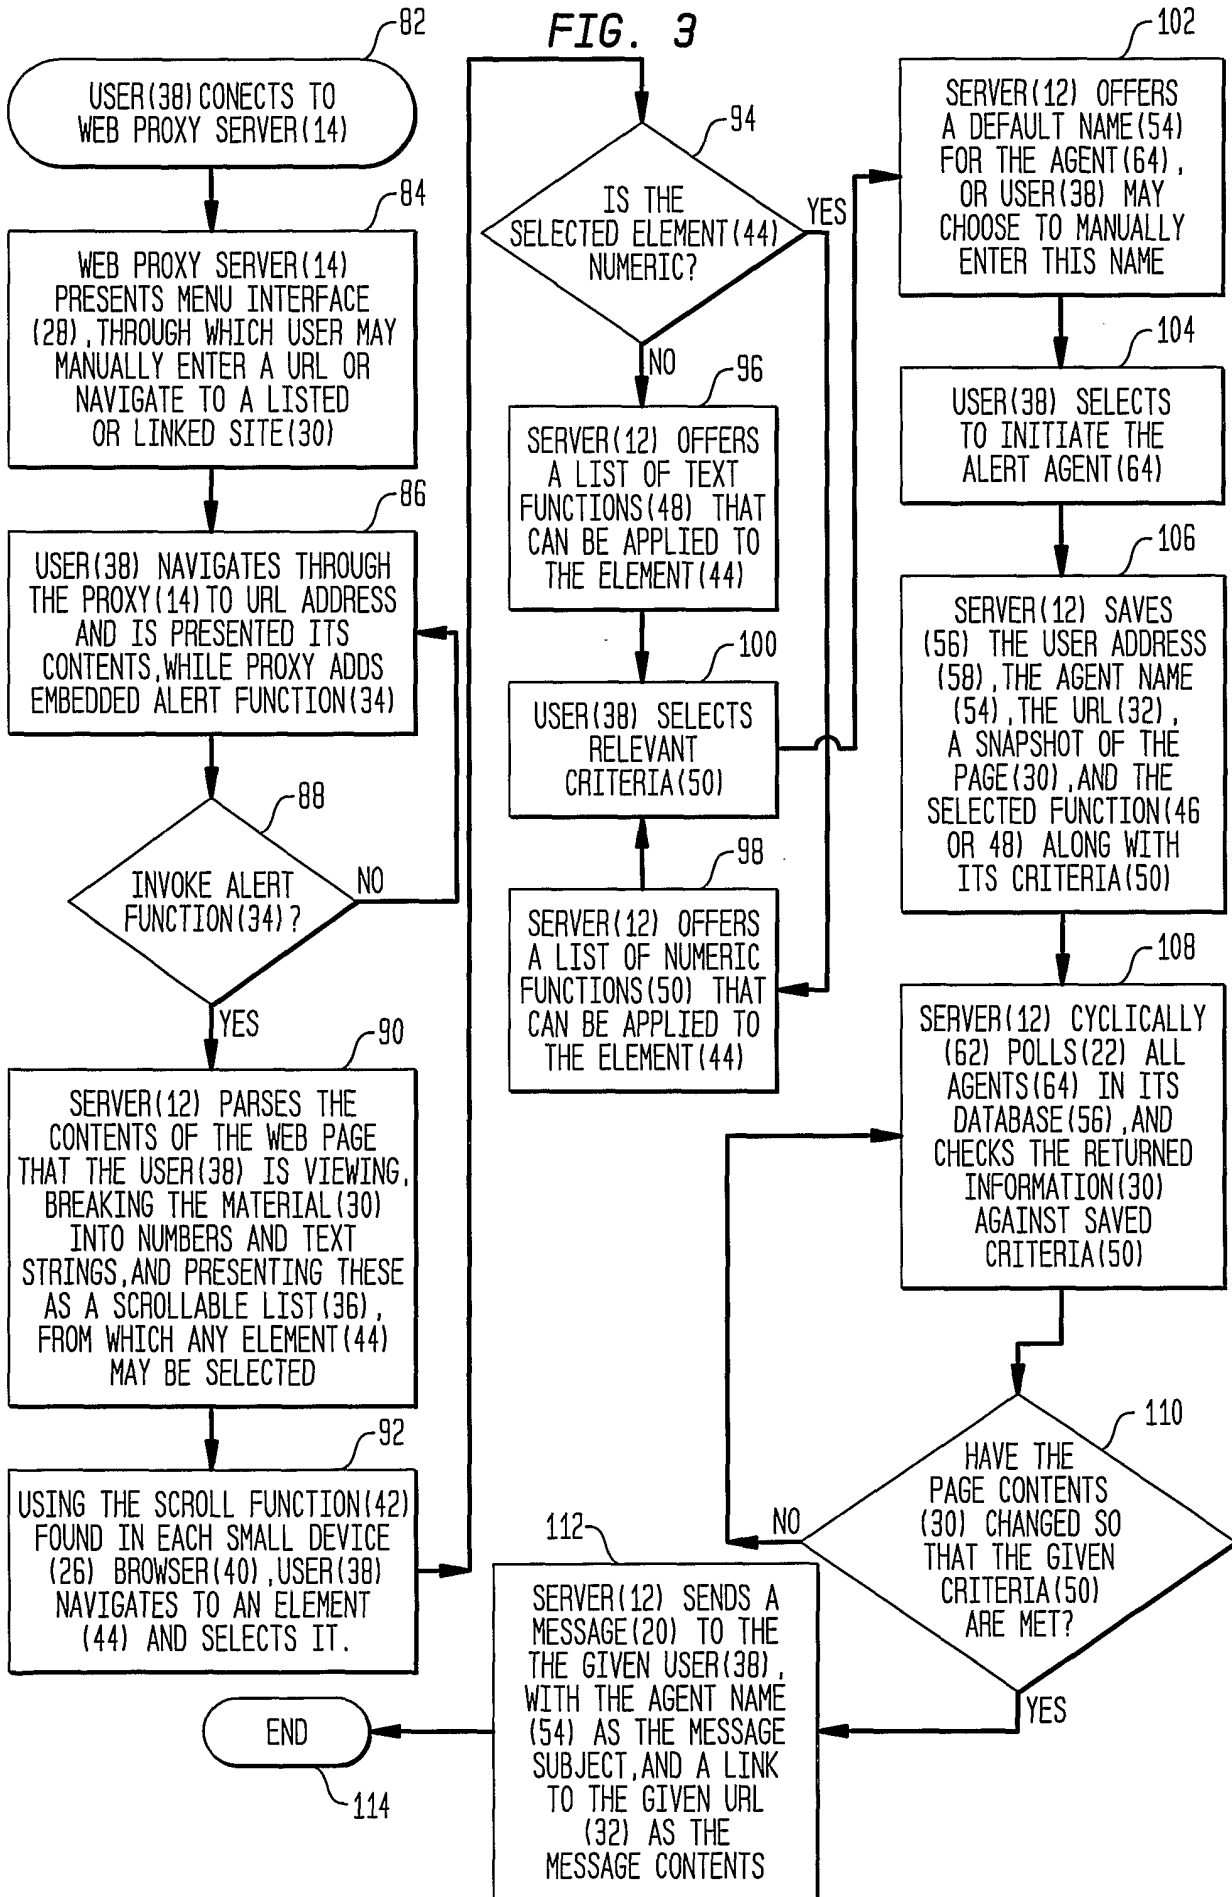 FIG. 3
82
USER(38)CONECTS TO
WEB PROXY SERVER(14)
84
WEB PROXY SERVER(14)
PRESENTS MENU INTERFACE
(28),THROUGH WHICH USER MAY
MANUALLY ENTER A URL OR
NAVIGATE TO A LISTED
OR LINKED SITE(30)
86
USER(38) NAVIGATES THROUGH
THE PROXY(14)TO URL ADDRESS
AND IS PRESENTED ITS
CONTENTS,WHILE PROXY ADDS
EMBEDDED ALERT FUNCTION(34)
88
INVOKE ALERT
FUNCTION(34)?
NO
YES
90
SERVER(12) PARSES THE
CONTENTS OF THE WEB PAGE
THAT THE USER(38) IS VIEWING,
BREAKING THE MATERIAL(30)
INTO NUMBERS AND TEXT
STRINGS,AND PRESENTING THESE
AS A SCROLLABLE LIST(36),
FROM WHICH ANY ELEMENT(44)
MAY BE SELECTED
92
USING THE SCROLL FUNCTION(42)
FOUND IN EACH SMALL DEVICE
(26) BROWSER(40),USER(38)
NAVIGATES TO AN ELEMENT
(44) AND SELECTS IT.
94
IS THE
SELECTED ELEMENT(44)
NUMERIC?
YES
NO
96
SERVER(12) OFFERS
A LIST OF TEXT
FUNCTIONS(48) THAT
CAN BE APPLIED TO
THE ELEMENT(44)
100
USER(38) SELECTS
RELEVANT
CRITERIA(50)
98
SERVER(12) OFFERS
A LIST OF NUMERIC
FUNCTIONS(50) THAT
CAN BE APPLIED TO
THE ELEMENT(44)
102
SERVER(12) OFFERS
A DEFAULT NAME(54)
FOR THE AGENT(64),
OR USER(38) MAY
CHOOSE TO MANUALLY
ENTER THIS NAME
104
USER(38) SELECTS
TO INITIATE THE
ALERT AGENT(64)
106
SERVER(12) SAVES
(56) THE USER ADDRESS
(58),THE AGENT NAME
(54),THE URL(32),
A SNAPSHOT OF THE
PAGE(30),AND THE
SELECTED FUNCTION(46
OR 48) ALONG WITH
ITS CRITERIA(50)
108
SERVER(12) CYCLICALLY
(62) POLLS(22) ALL
AGENTS(64) IN ITS
DATABASE(56),AND
CHECKS THE RETURNED
INFORMATION(30)
AGAINST SAVED
CRITERIA(50)
110
HAVE THE
PAGE CONTENTS
(30) CHANGED SO
THAT THE GIVEN
CRITERIA(50)
ARE MET?
NO
YES
112
SERVER(12) SENDS A
MESSAGE(20) TO THE
THE GIVEN USER(38),
WITH THE AGENT NAME
(54) AS THE MESSAGE
SUBJECT,AND A LINK
TO THE GIVEN URL
(32) AS THE
MESSAGE CONTENTS
END
114